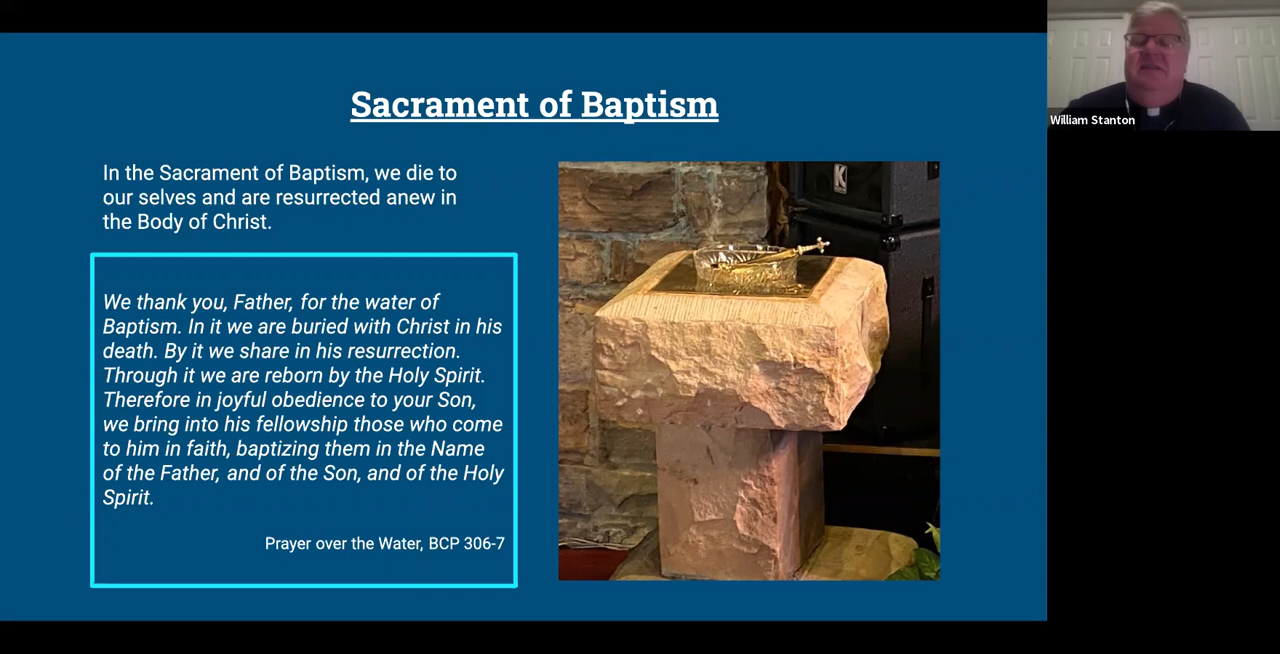 Sacrament of Baptism
In the Sacrament of Baptism, we die to
our selves and are resurrected anew in
the Body of Christ.
We thank you, Father, for the water of
Baptism. In it we are buried with Christ in his
death. By it we share in his resurrection.
Through it we are reborn by the Holy Spirit.
Therefore in joyful obedience to your Son,
we bring into his fellowship those who come
to him in faith, baptizing them in the Name
of the Father, and of the Son, and of the Holy
Spirit.
Prayer over the Water, BCP 306-7
K
William Stanton